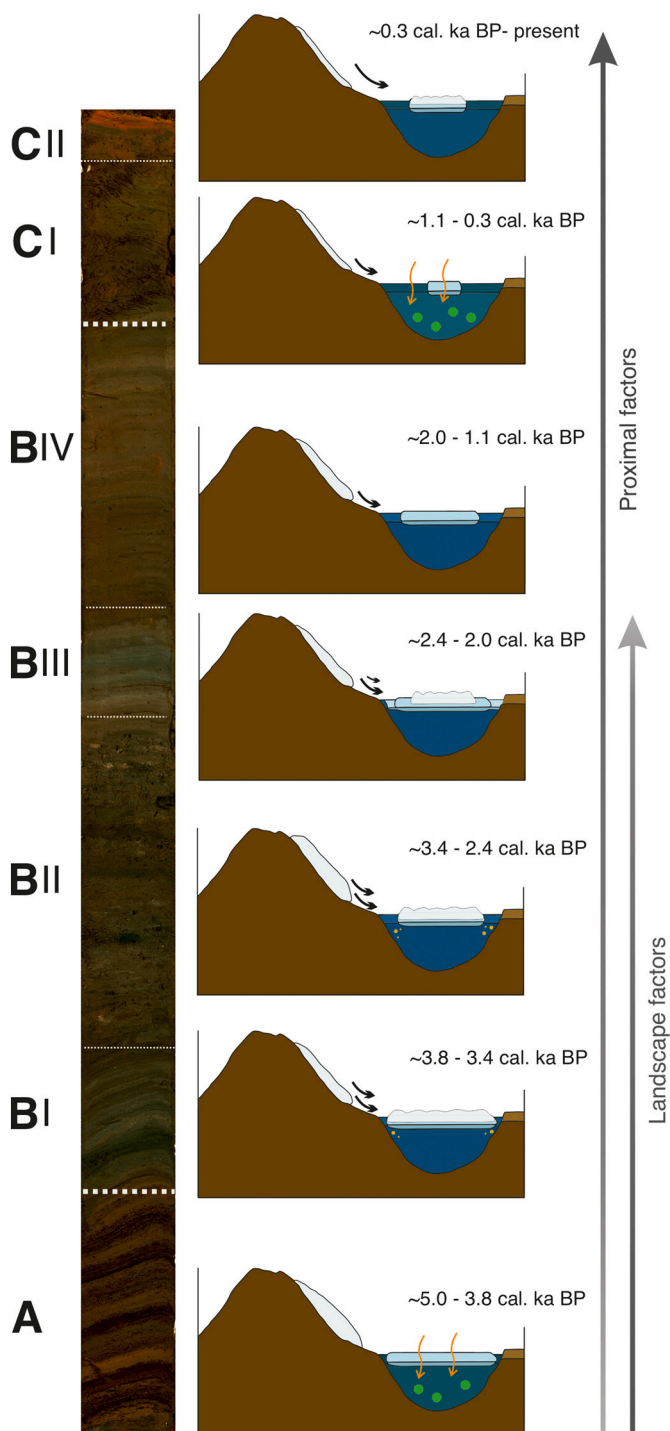 ~0.3 cal. ka BP- present
CII
~1.1 - 0.3 cal. ka BP
CI
~2.0 - 1.1 cal. ka BP
BIV
Proximal factors
~2.4 - 2.0 cal. ka BP
BIII
~3.4 - 2.4 cal. ka BP
BII
~3.8 - 3.4 cal. ka BP
BI
Landscape factors
~5.0 - 3.8 cal. ka BP
A